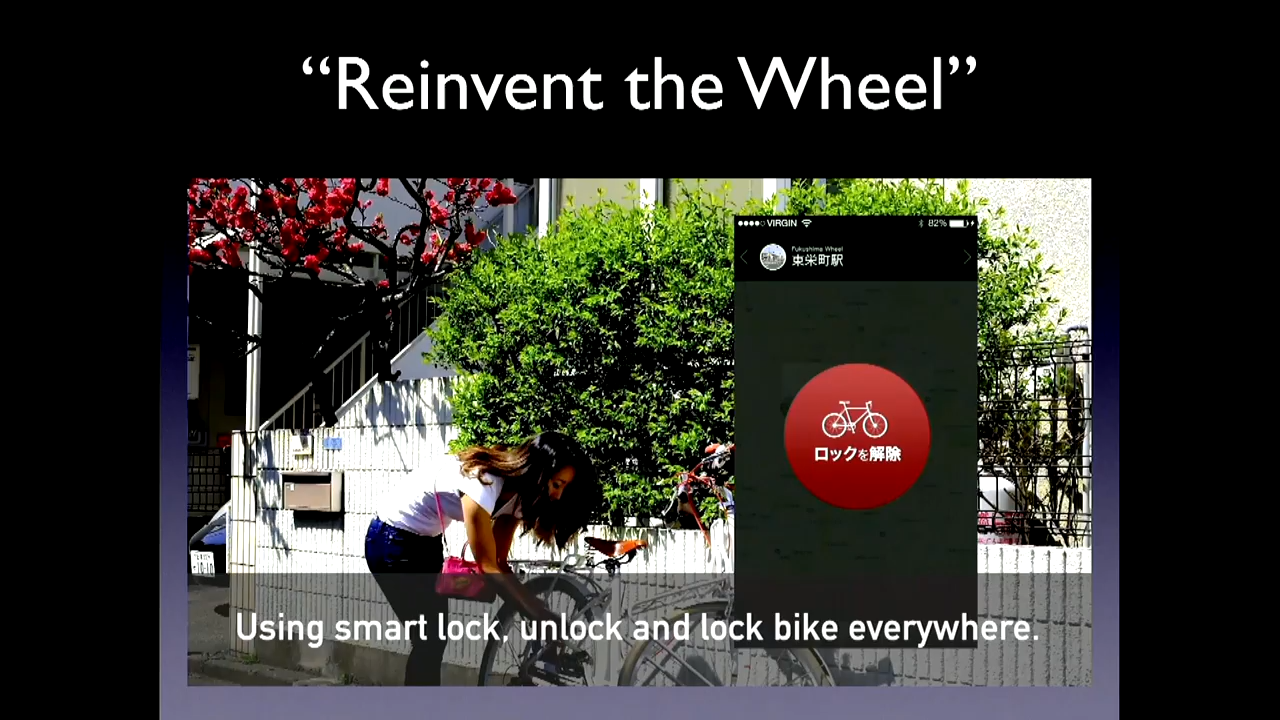 “Reinvent the Wheel”
VIRGIN
82%
Fukushima Wheel
東栄町駅
ロックを解除
Using smart lock, unlock and lock bike everywhere.